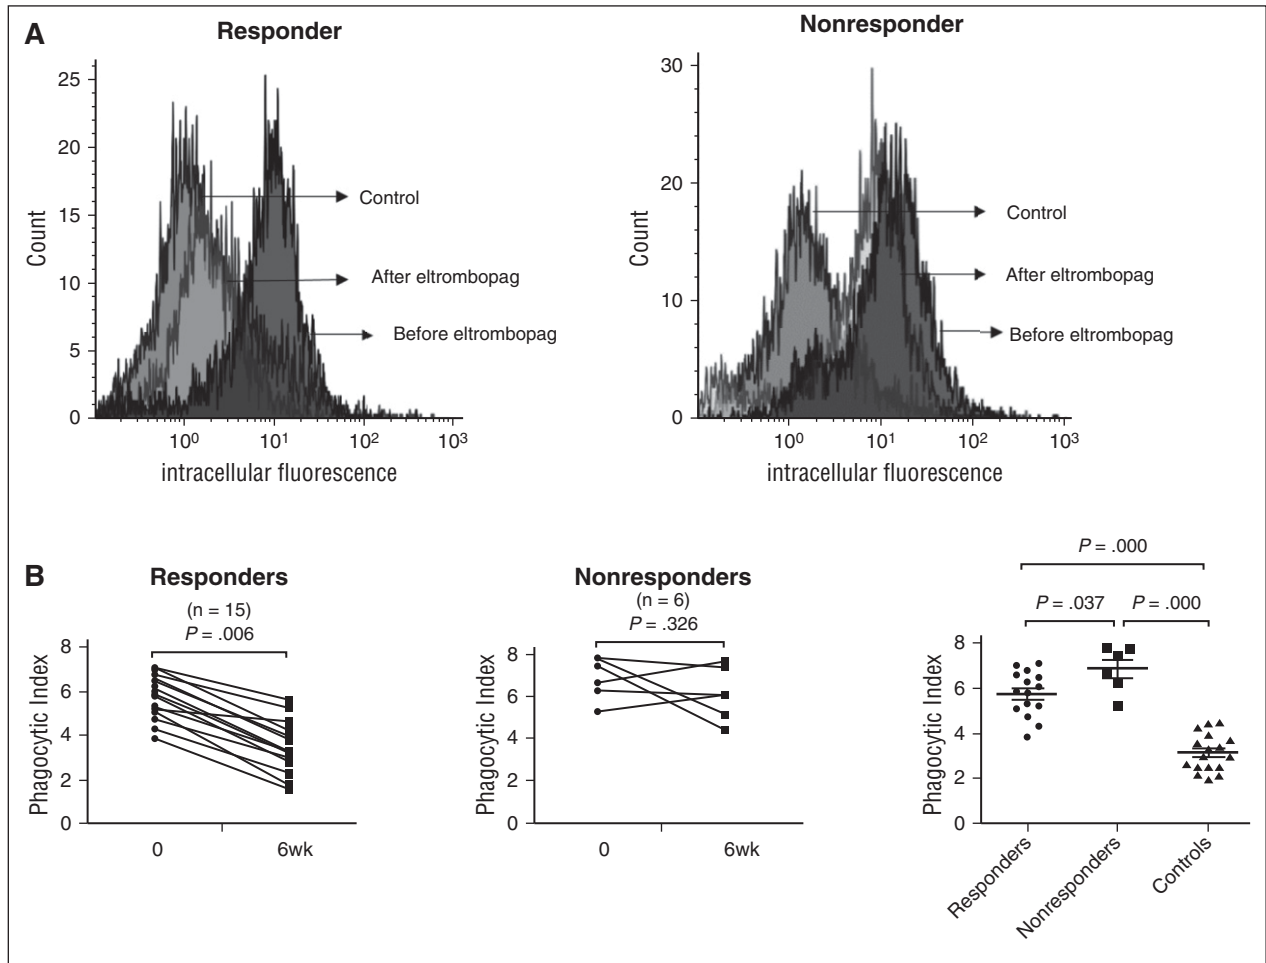 A
Responder
Nonresponder
25
20
15
10
5
0
Count
Control
After eltrombopag
Before eltrombopag
10⁰ 10¹ 10² 10³
intracellular fluorescence
30
20
10
0
Count
Control
After eltrombopag
Before eltrombopag
10⁰ 10¹ 10² 10³
intracellular fluorescence
B
Responders
(n = 15)
P = .006
8
6
4
2
0
Phagocytic Index
0 6wk
Nonresponders
(n = 6)
P = .326
8
6
4
2
0
Phagocytic Index
0 6wk
P = .000
P = .037 P = .000
8
6
4
2
0
Phagocytic Index
Responders
Nonresponders
Controls